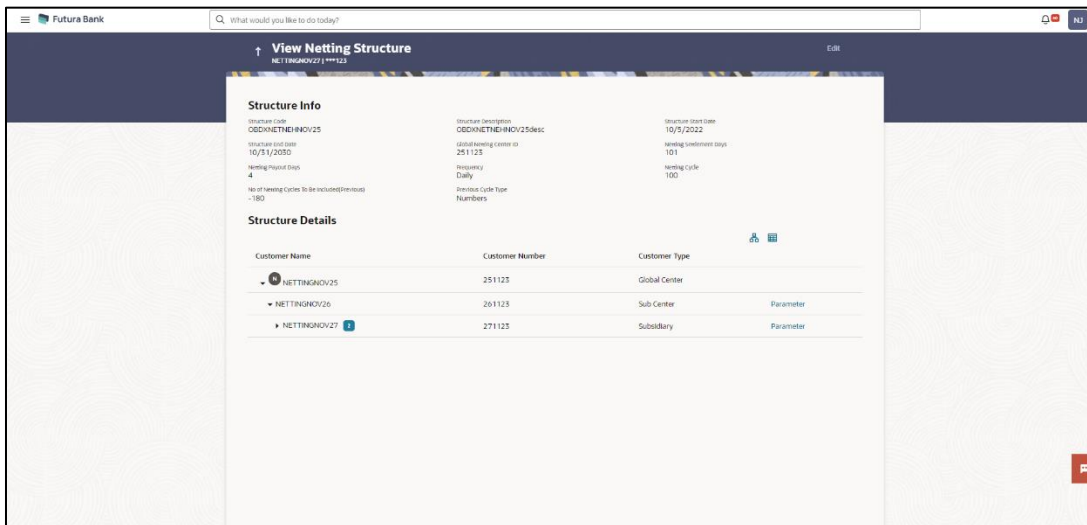 Futura Bank
What would you like to do today?
NJ
View Netting Structure
Edit
NETTINGNOV27 | ***123
Structure Info
Structure Code
Structure Description
Structure Start Date
OBDXNETNEHNOV25
OBDXNETNEHNOV25desc
10/5/2022
Structure End Date
Global Netting Center ID
Netting Settlement Days
10/31/2030
251123
101
Netting Payout Days
Frequency
Netting Cycle
4
Daily
100
No of Netting Cycles To Be Included(Previous)
Previous Cycle Type
-180
Numbers
Structure Details
Customer Name
Customer Number
Customer Type
N NETTINGNOV25
251123
Global Center
NETTINGNOV26
261123
Sub Center
Parameter
NETTINGNOV27
271123
Subsidiary
Parameter